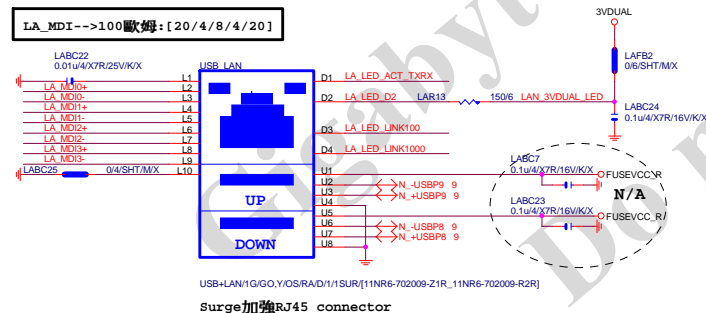 LA_MDI-->100歐姆:[20/4/8/4/20]
3VDUAL
LABC22
0.01u/4/X7R/25V/K/X
USB_LAN
LAFB2
0/6/SHT/M/X
L1
LA_MDI0+ L2
LA_MDI0- L3
LA_MDI1+ L4
LA_MDI1- L5
LA_MDI2+ L6
LA_MDI2- L7
LA_MDI3+ L8
LA_MDI3- L9
LABC25 0/4/SHT/M/X L10
D1 LA_LED_ACT_TXRX
D2 LA_LED_D2 LAR13 150/6 LAN_3VDUAL_LED
LABC24
0.1u/4/X7R/16V/K/X
D3 LA_LED_LINK100
D4 LA_LED_LINK1000
LABC7
0.1u/4/X7R/16V/K/X
U1 FUSEVCC_R
U2 N_-USBP9 9
U3 N_+USBP9 9
U4
UP
N/A
LABC23
0.1u/4/X7R/16V/K/X
U5 FUSEVCC_R
U6 N_-USBP8 9
U7 N_+USBP8 9
U8
DOWN
USB+LAN/1G/GO,Y/OS/RA/D/1/1SUR/[11NR6-702009-Z1R_11NR6-702009-R2R]
Surge加強RJ45 connector
Gigabyt
Do n